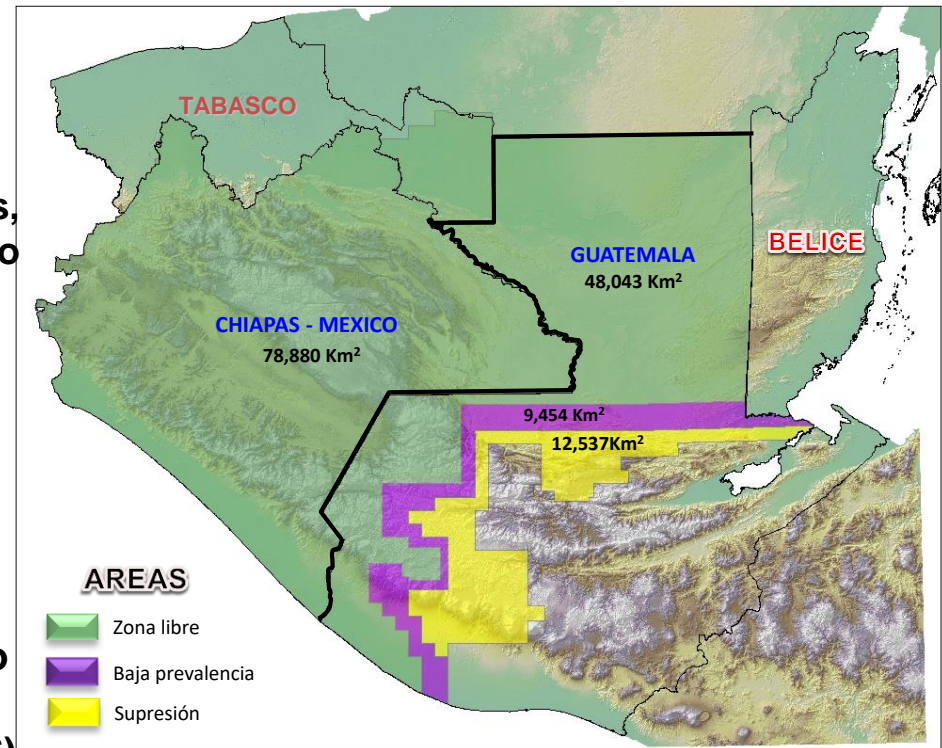 TABASCO
s,
o
GUATEMALA
48,043 Km²
BELICE
CHIAPAS - MEXICO
78,880 Km²
9,454 Km²
12,537Km²
AREAS
Zona libre
o
Baja prevalencia
Supresión
s)